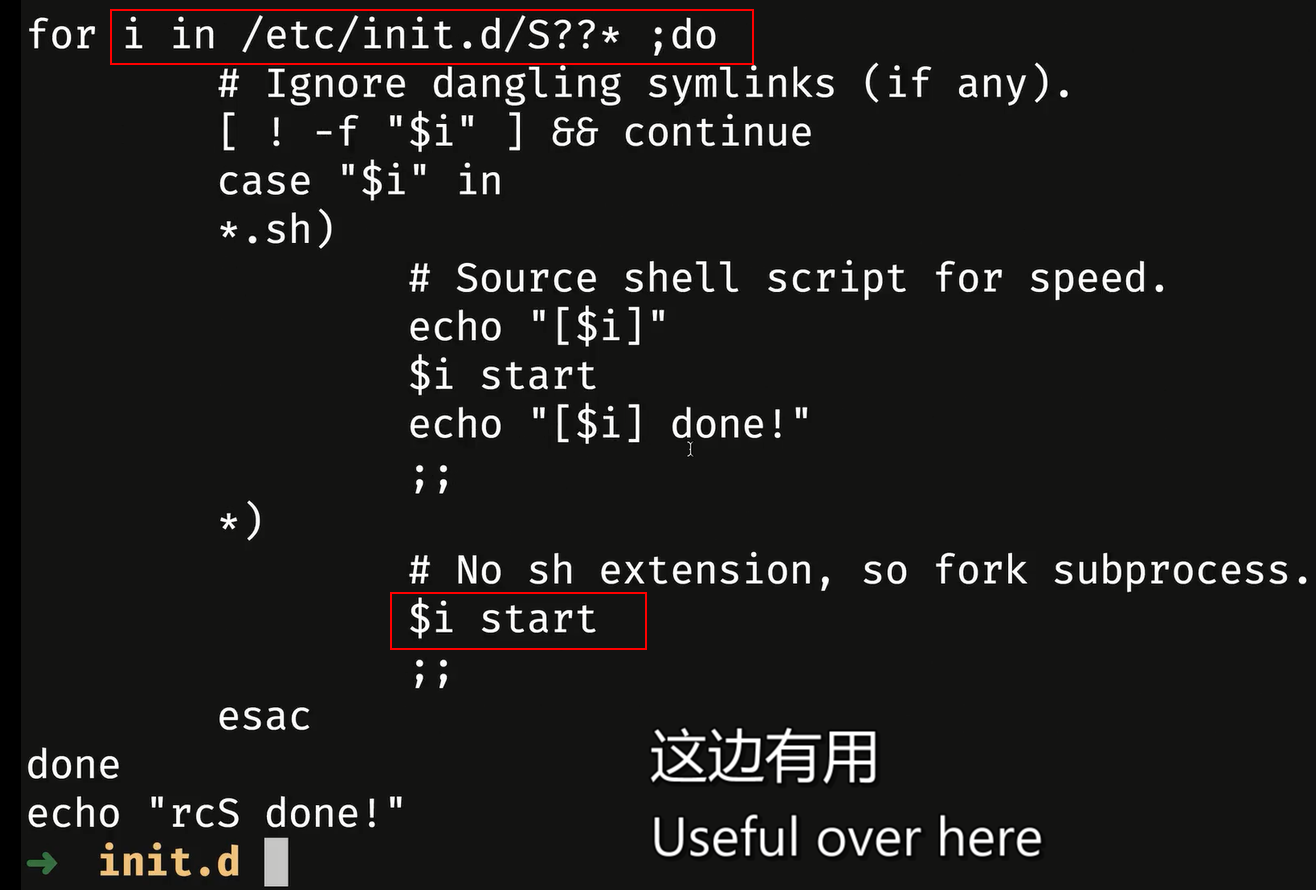 for i in /etc/init.d/S??* ;do
# Ignore dangling symlinks (if any).
[ ! -f "$i" ] && continue
case "$i" in
*.sh)
# Source shell script for speed.
echo "[$i]"
$i start
echo "[$i] done!"
;;
*)
# No sh extension, so fork subprocess.
$i start
;;
esac
done
echo "rcS done!"
➜ init.d
这边有用
Useful over here